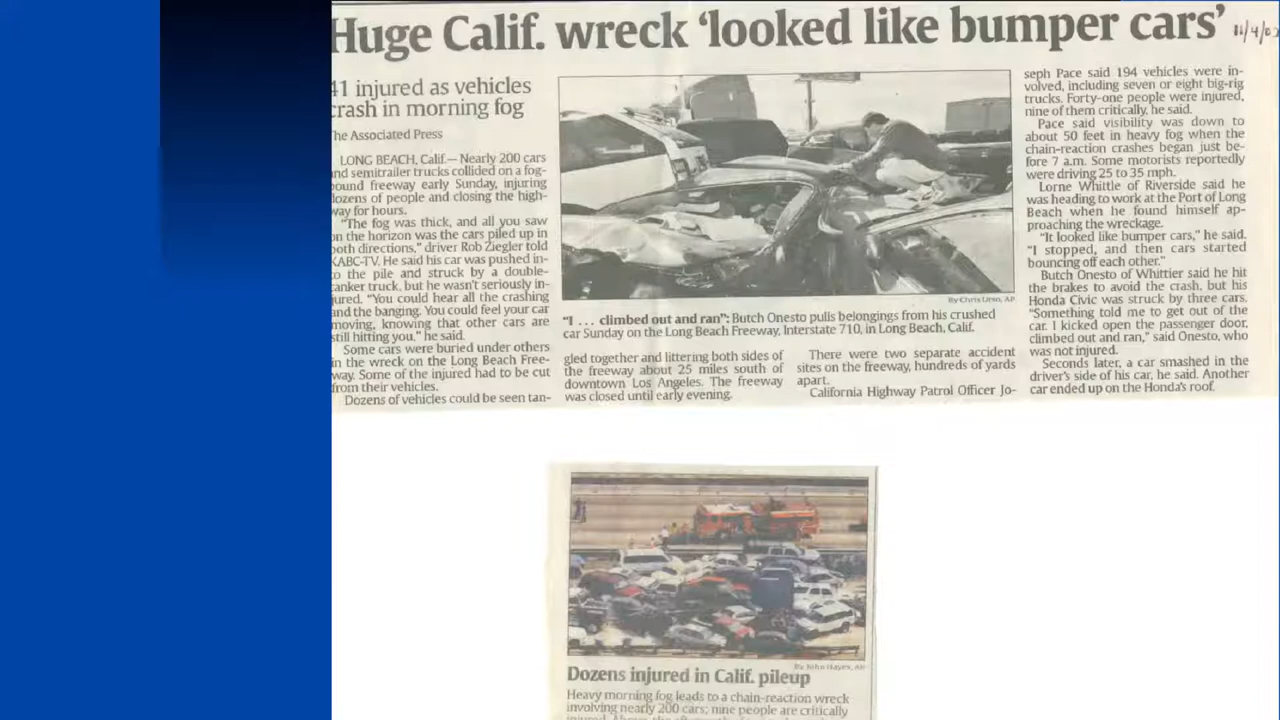 Huge Calif. wreck ‘looked like bumper cars’
11/4/02
41 injured as vehicles
crash in morning fog
The Associated Press
LONG BEACH, Calif.— Nearly 200 cars
and semitrailer trucks collided on a fog-
bound freeway early Sunday, injuring
dozens of people and closing the high-
way for hours.
“The fog was thick, and all you saw
on the horizon was the cars piled up in
both directions,” driver Rob Ziegler told
KABC-TV. He said his car was pushed in-
to the pile and struck by a double-
tanker truck, but he wasn't seriously in-
jured. “You could hear all the crashing
and the banging. You could feel your car
moving, knowing that other cars are
still hitting you,” he said.
Some cars were buried under others
in the wreck on the Long Beach Free-
way. Some of the injured had to be cut
from their vehicles.
Dozens of vehicles could be seen tan-
By Chris Urso, AP
“I . . . climbed out and ran”: Butch Onesto pulls belongings from his crushed
car Sunday on the Long Beach Freeway, Interstate 710, in Long Beach, Calif.
gled together and littering both sides of
the freeway about 25 miles south of
downtown Los Angeles. The freeway
was closed until early evening.
There were two separate accident
sites on the freeway, hundreds of yards
apart.
California Highway Patrol Officer Jo-
seph Pace said 194 vehicles were in-
volved, including seven or eight big-rig
trucks. Forty-one people were injured,
nine of them critically, he said.
Pace said visibility was down to
about 50 feet in heavy fog when the
chain-reaction crashes began just be-
fore 7 a.m. Some motorists reportedly
were driving 25 to 35 mph.
Lorne Whittle of Riverside said he
was heading to work at the Port of Long
Beach when he found himself ap-
proaching the wreckage.
“It looked like bumper cars,” he said.
“I stopped, and then cars started
bouncing off each other.”
Butch Onesto of Whittier said he hit
the brakes to avoid the crash, but his
Honda Civic was struck by three cars.
“Something told me to get out of the
car. I kicked open the passenger door,
climbed out and ran,” said Onesto, who
was not injured.
Seconds later, a car smashed in the
driver's side of his car, he said. Another
car ended up on the Honda's roof.
By John Hayes, AP
Dozens injured in Calif. pileup
Heavy morning fog leads to a chain-reaction wreck
involving nearly 200 cars; nine people are critically